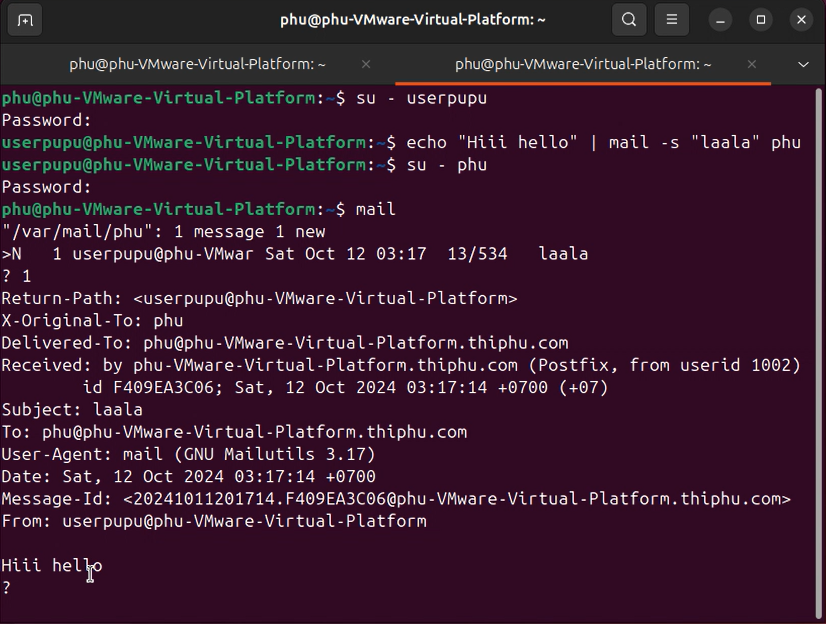 phu@phu-VMware-Virtual-Platform: ~
phu@phu-VMware-Virtual-Platform: ~
phu@phu-VMware-Virtual-Platform: ~
phu@phu-VMware-Virtual-Platform:~$ su - userpupu
Password:
userpupu@phu-VMware-Virtual-Platform:~$ echo "Hiii hello" | mail -s "laala" phu
userpupu@phu-VMware-Virtual-Platform:~$ su - phu
Password:
phu@phu-VMware-Virtual-Platform:~$ mail
"/var/mail/phu": 1 message 1 new
>N   1 userpupu@phu-VMwar Sat Oct 12 03:17  13/534   laala
? 1
Return-Path: <userpupu@phu-VMware-Virtual-Platform>
X-Original-To: phu
Delivered-To: phu@phu-VMware-Virtual-Platform.thiphu.com
Received: by phu-VMware-Virtual-Platform.thiphu.com (Postfix, from userid 1002)
        id F409EA3C06; Sat, 12 Oct 2024 03:17:14 +0700 (+07)
Subject: laala
To: phu@phu-VMware-Virtual-Platform.thiphu.com
User-Agent: mail (GNU Mailutils 3.17)
Date: Sat, 12 Oct 2024 03:17:14 +0700
Message-Id: <20241011201714.F409EA3C06@phu-VMware-Virtual-Platform.thiphu.com>
From: userpupu@phu-VMware-Virtual-Platform

Hiii hello
?